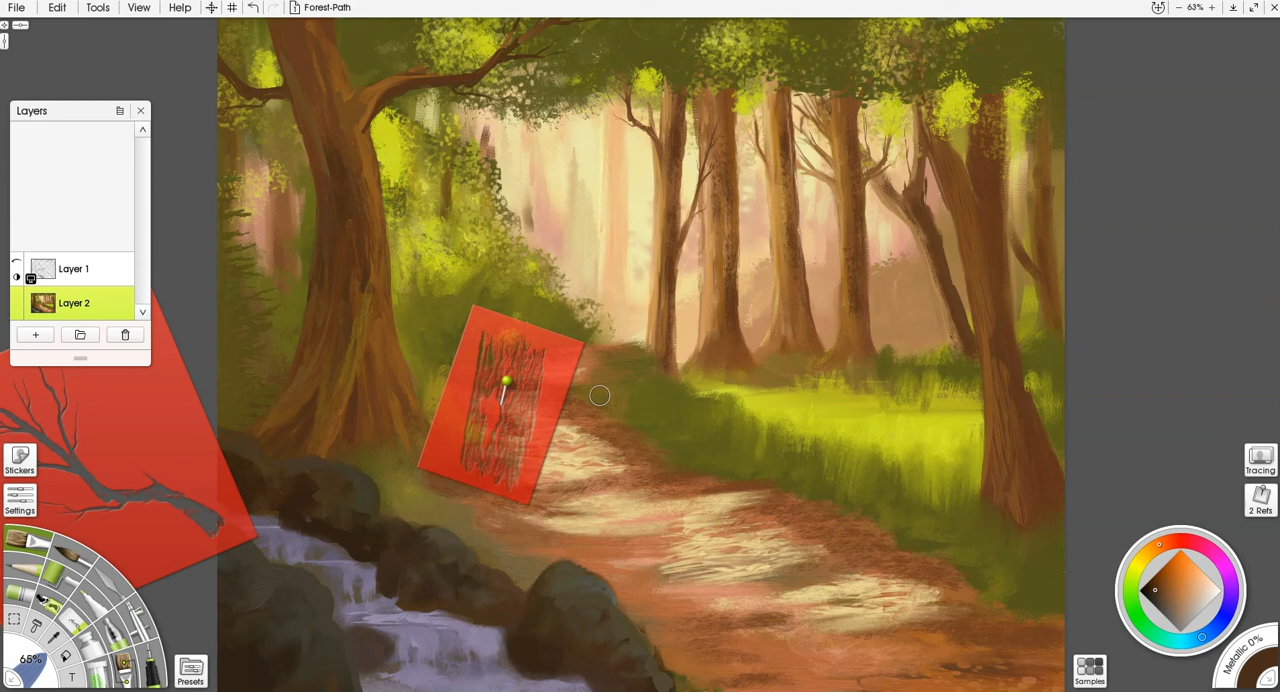 File Edit Tools View Help Forest-Path 63%
Layers
Layer 1
Layer 2
Stickers
Settings
Tracing
2 Refs
65%
T
Presets
Samples
Metallic 0%